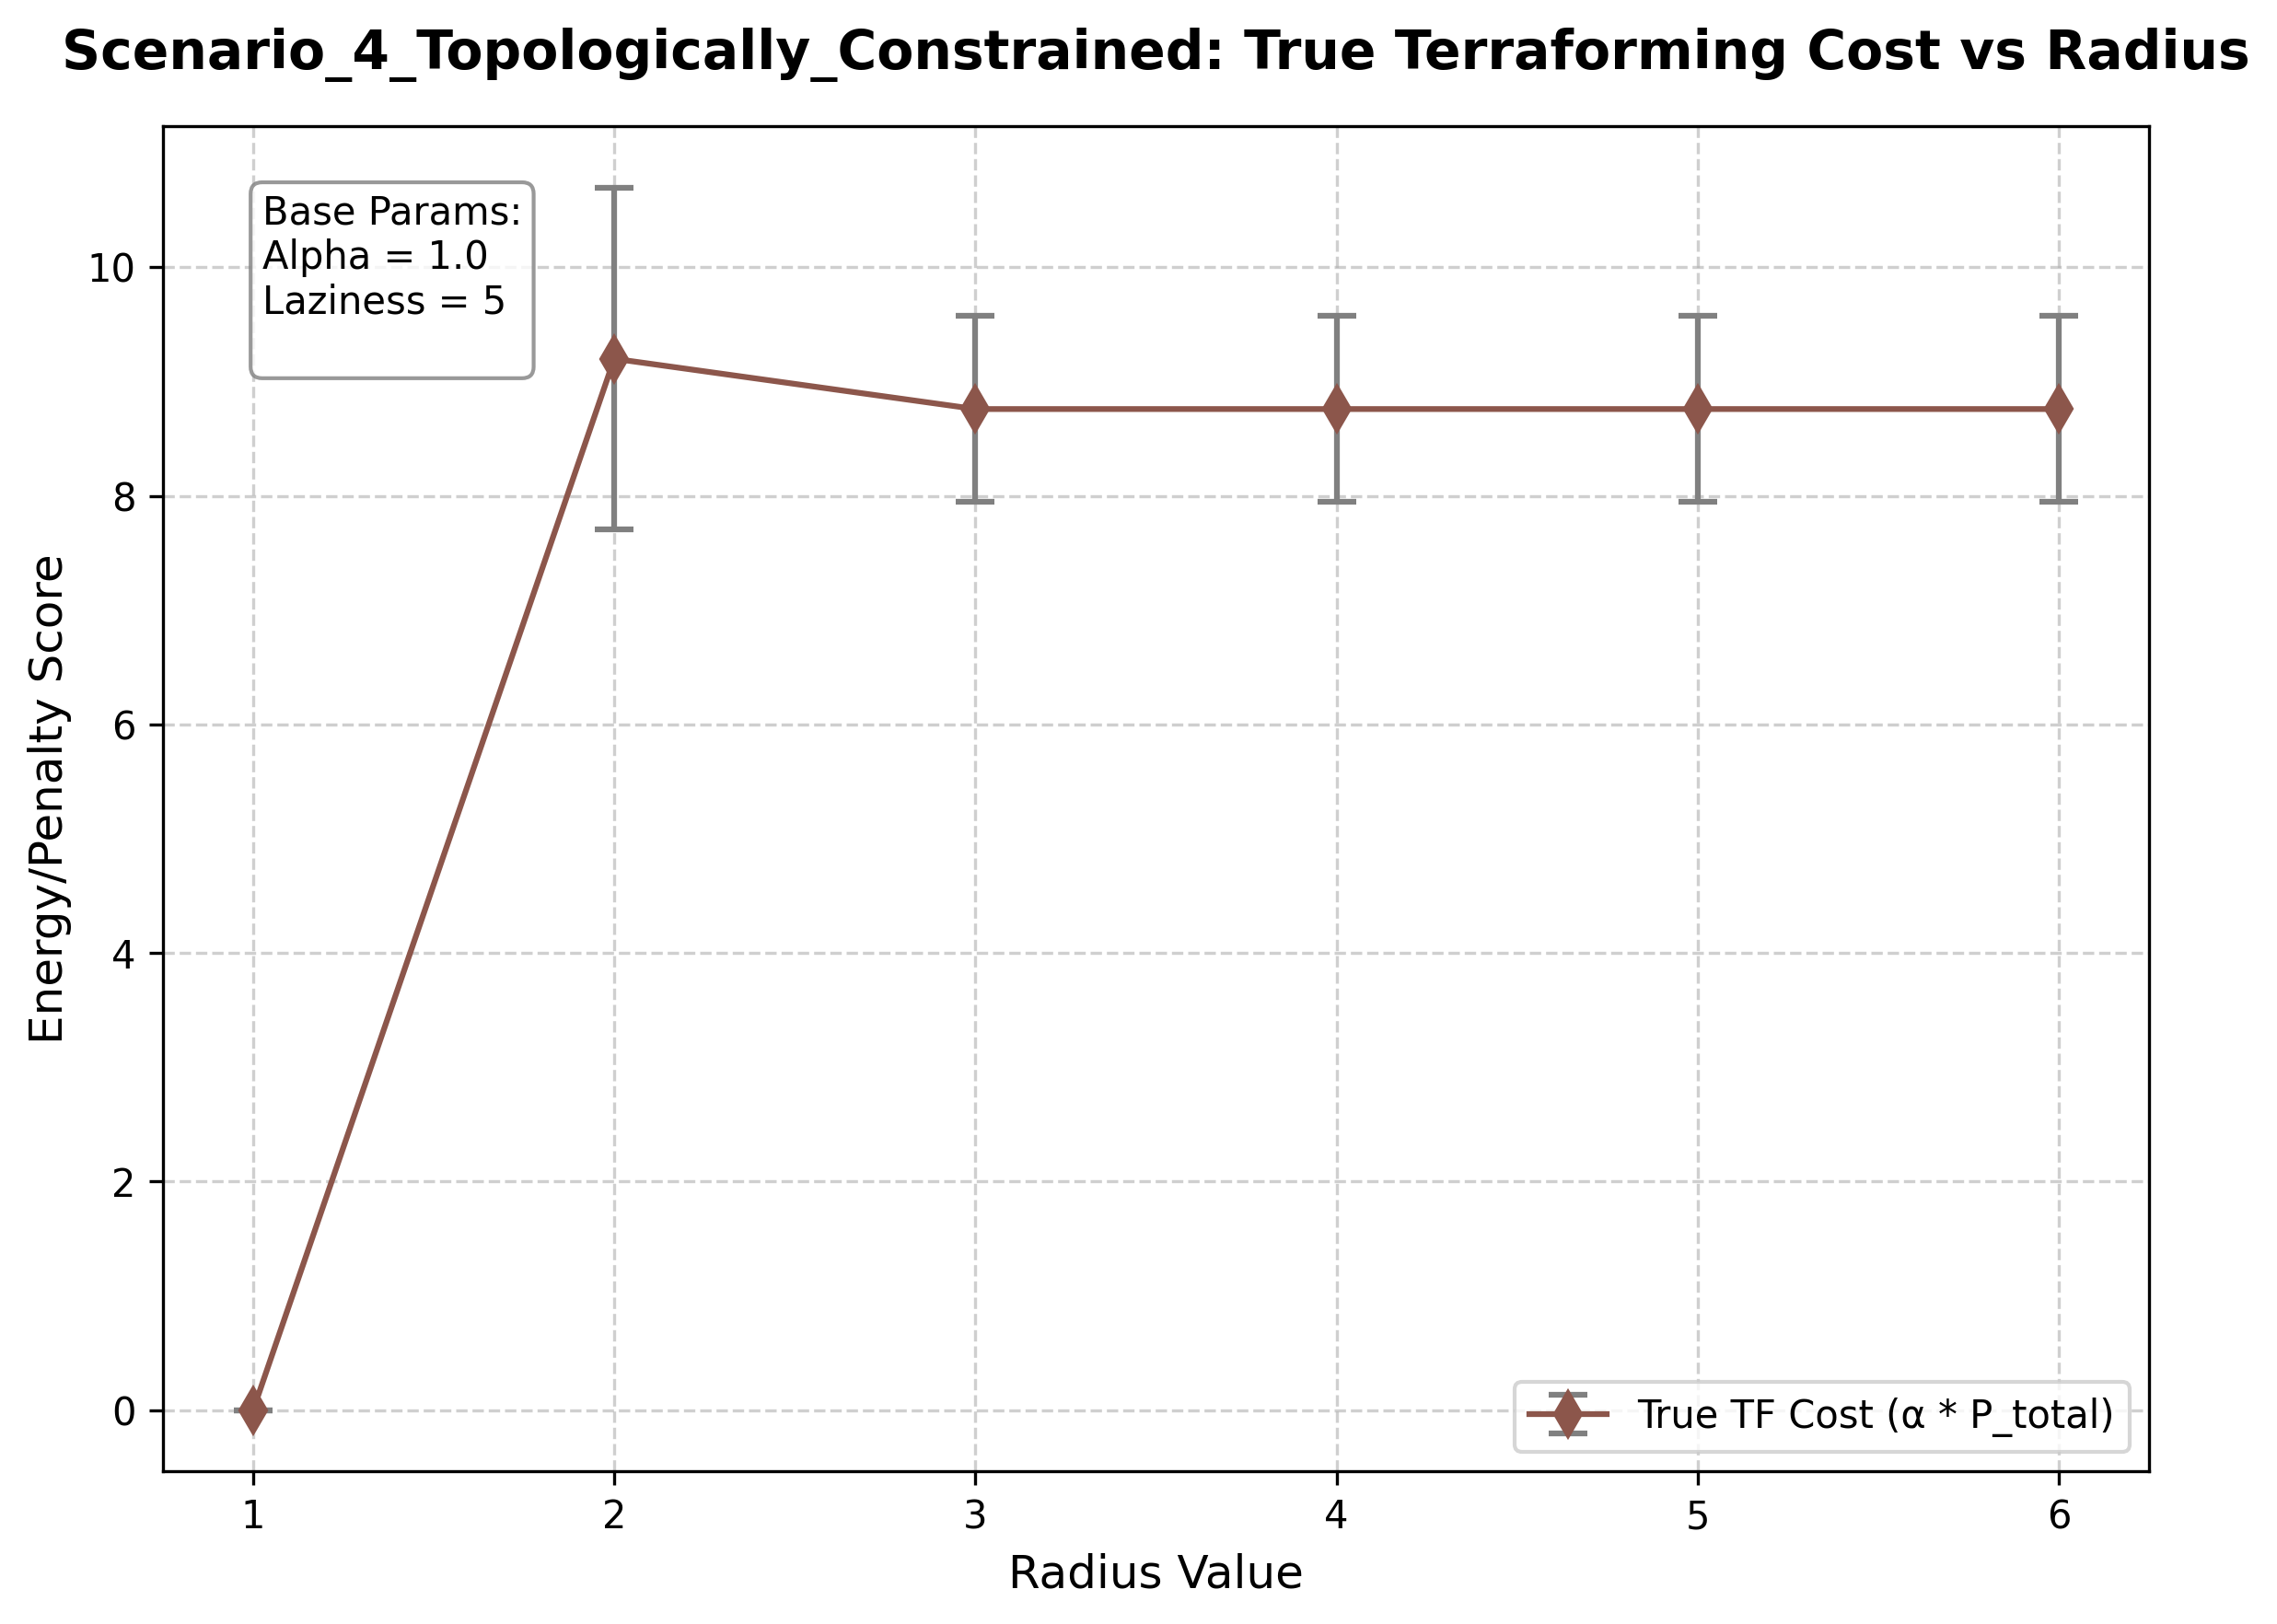 Scenario_4_Topologically_Constrained: True Terraforming Cost vs Radius
Base Params:
Alpha = 1.0
Laziness = 5
10
8
6
4
2
0
Energy/Penalty Score
True TF Cost (α * P_total)
1 2 3 4 5 6
Radius Value